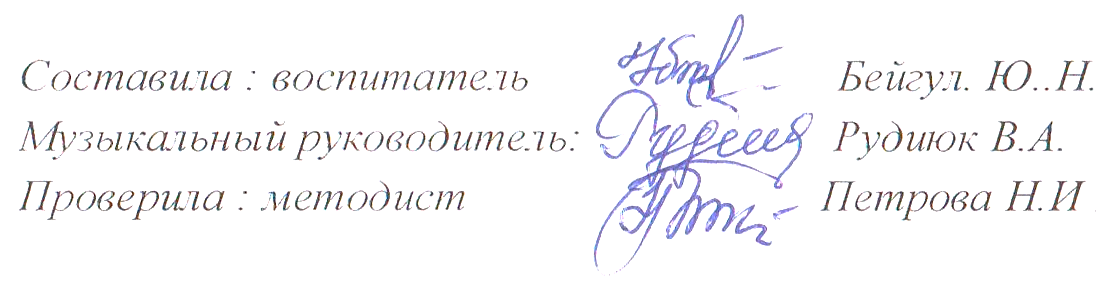 Составила : воспитатель Бейгул. Ю..Н.
Музыкальный руководитель: Рудиюк В.А.
Проверила : методист Петрова Н.И